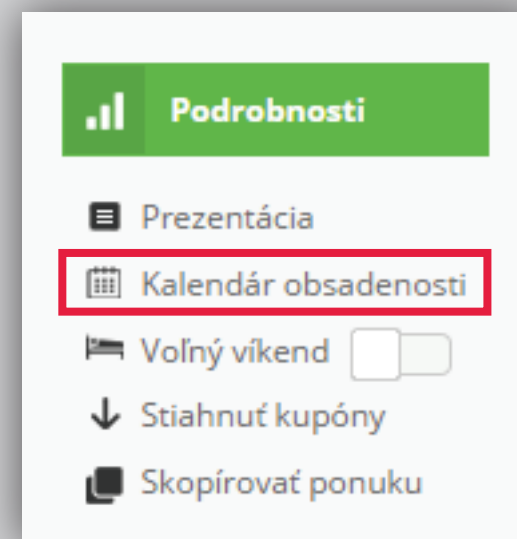 Podrobnosti
Prezentácia
Kalendár obsadenosti
Voľný víkend
Stiahnuť kupóny
Skopírovať ponuku